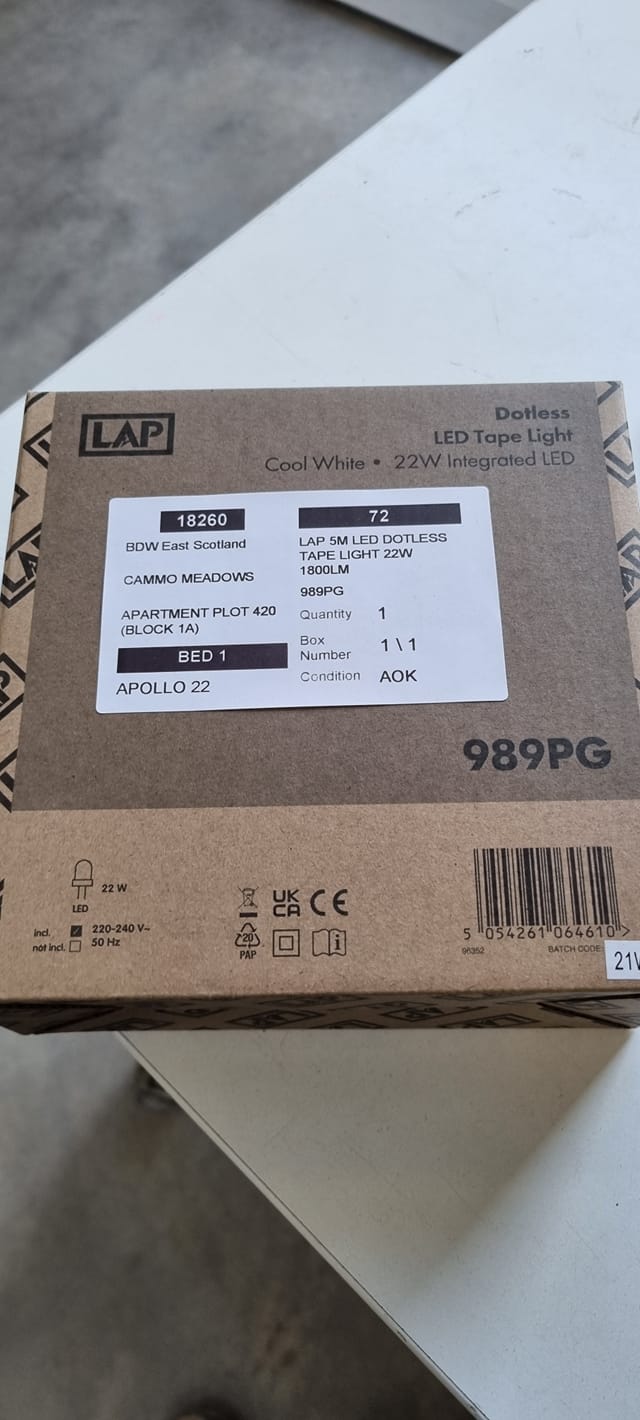 LAP
Dotless
LED Tape Light
Cool White • 22W Integrated LED
18260
BDW East Scotland
CAMMO MEADOWS
APARTMENT PLOT 420
(BLOCK 1A)
BED 1
APOLLO 22
72
LAP 5M LED DOTLESS
TAPE LIGHT 22W
1800LM
989PG
Quantity 1
Box
Number 1 \ 1
Condition AOK
989PG
22 W
LED
incl.
not incl.
220-240 V~
50 Hz
UK
CA CE
20
PAP
i
5 054261 064610 >
96352
BATCH CODE:
21